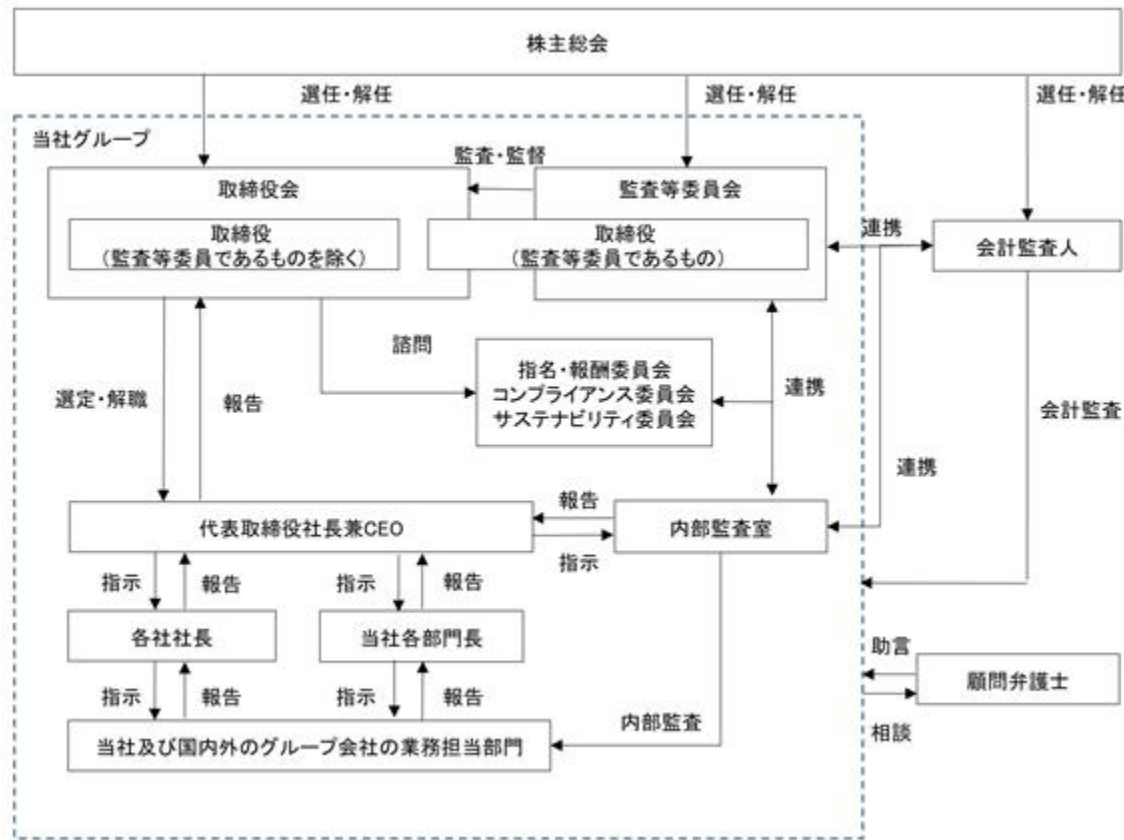 株主総会
選任・解任
選任・解任
選任・解任
当社グループ
監査・監督
取締役会
監査等委員会
取締役
（監査等委員であるものを除く）
取締役
（監査等委員であるもの）
連携
会計監査人
諮問
指名・報酬委員会
コンプライアンス委員会
サステナビリティ委員会
選定・解職
報告
連携
会計監査
連携
代表取締役社長兼CEO
報告
指示
内部監査室
指示
報告
指示
報告
各社社長
当社各部門長
助言
顧問弁護士
相談
指示
報告
指示
報告
内部監査
当社及び国内外のグループ会社の業務担当部門